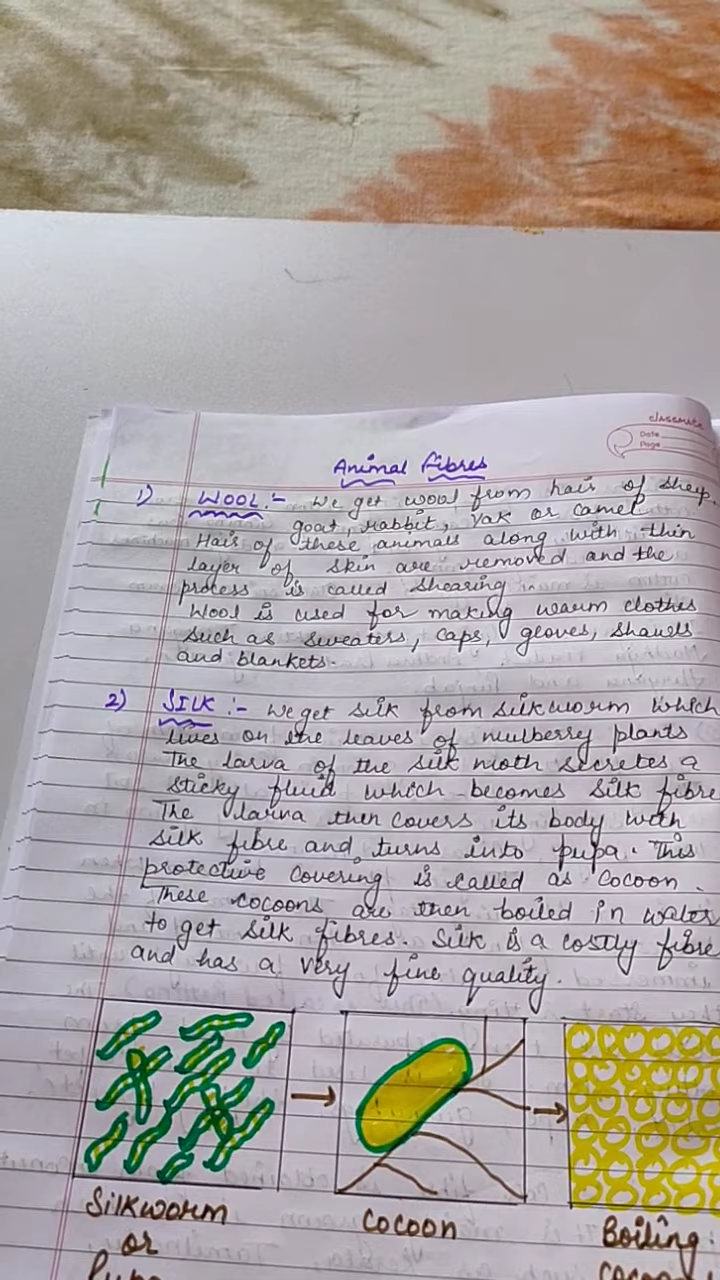 CLASSMATE
Date
Page
Animal Fibres
1) WOOL :- We get wool from hair of sheep,
goat, rabbit, Yak or camel
Hair of these animals along with thin
layer of skin are removed and the
process is called shearing
Wool is used for making warm clothes
such as sweaters, caps, gloves, shawls
and blankets.
2) SILK :- We get silk from silkworm which
lives on the leaves of mulberry plants
The larva of the silk moth secretes a
sticky fluid which becomes silk fibre
The larva then covers its body with
silk fibre and turns into pupa. This
protective covering is called as cocoon.
These cocoons are then boiled in water
to get silk fibres. Silk is a costly fibre
and has a very fine quality.
Silkworm
or
Cocoon
Boiling